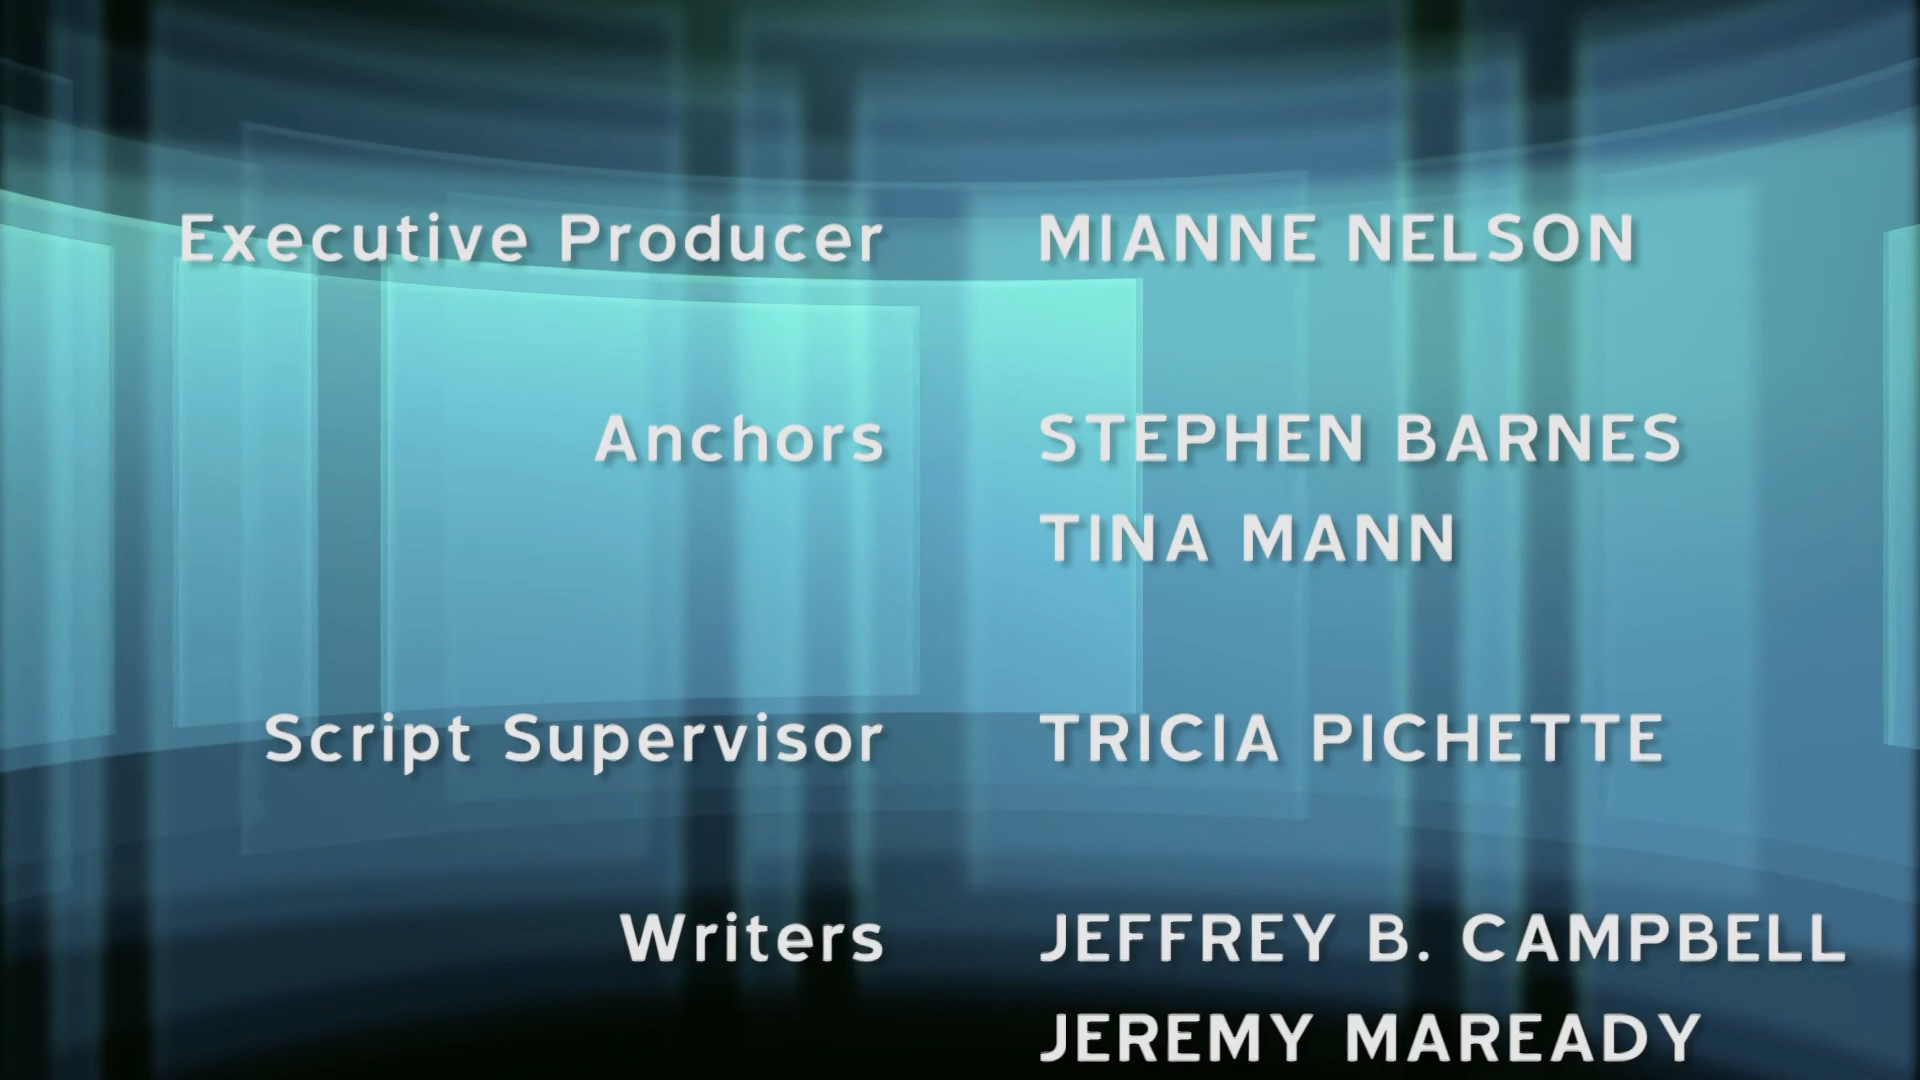 Executive Producer MIANNE NELSON
Anchors STEPHEN BARNES
TINA MANN
Script Supervisor TRICIA PICHETTE
Writers JEFFREY B. CAMPBELL
JEREMY MAREADY